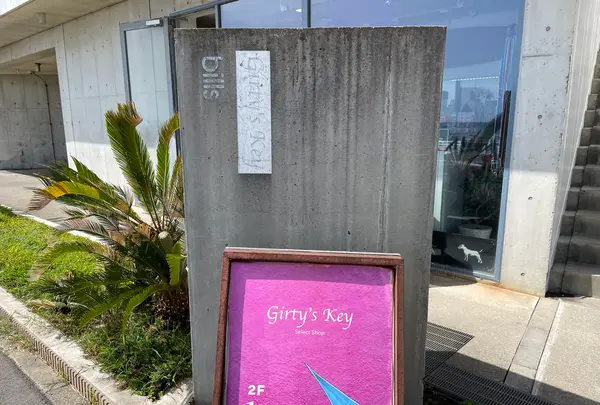 bills
Girty's Key
Girty's Key
Select Shop
2F